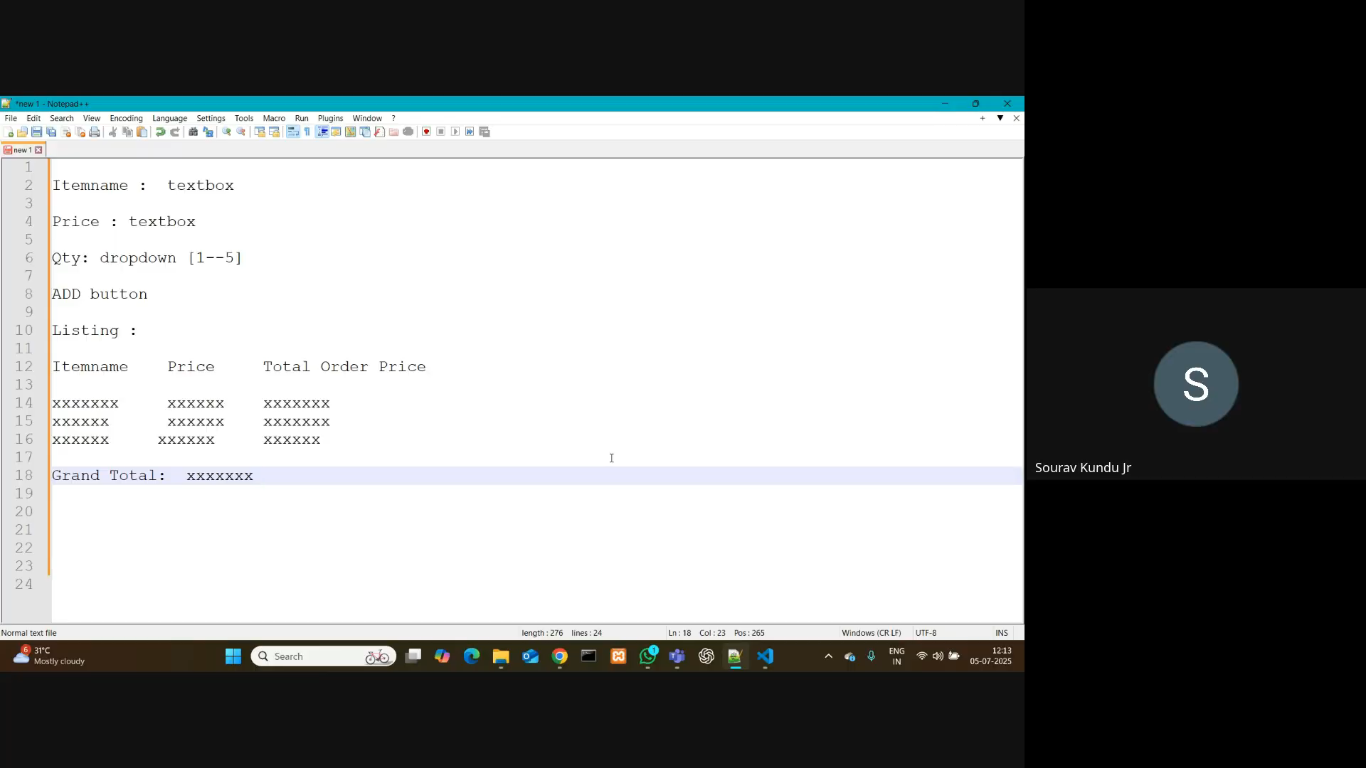 *new 1 - Notepad++
File Edit Search View Encoding Language Settings Tools Macro Run Plugins Window ?
new 1
1
2 Itemname :  textbox
3
4 Price : textbox
5
6 Qty: dropdown [1--5]
7
8 ADD button
9
10 Listing :
11
12 Itemname    Price     Total Order Price
13
14 xxxxxxx     xxxxxx    xxxxxxx
15 xxxxxx      xxxxxx    xxxxxxx
16 xxxxxx     xxxxxx     xxxxxx
17
18 Grand Total:  xxxxxxx
19
20
21
22
23
24
S
Sourav Kundu Jr
Normal text file length : 276 lines : 24 Ln : 18 Col : 23 Pos : 265 Windows (CR LF) UTF-8 INS
6 31°C
Mostly cloudy
Search
1
ENG
IN
12:13
05-07-2025